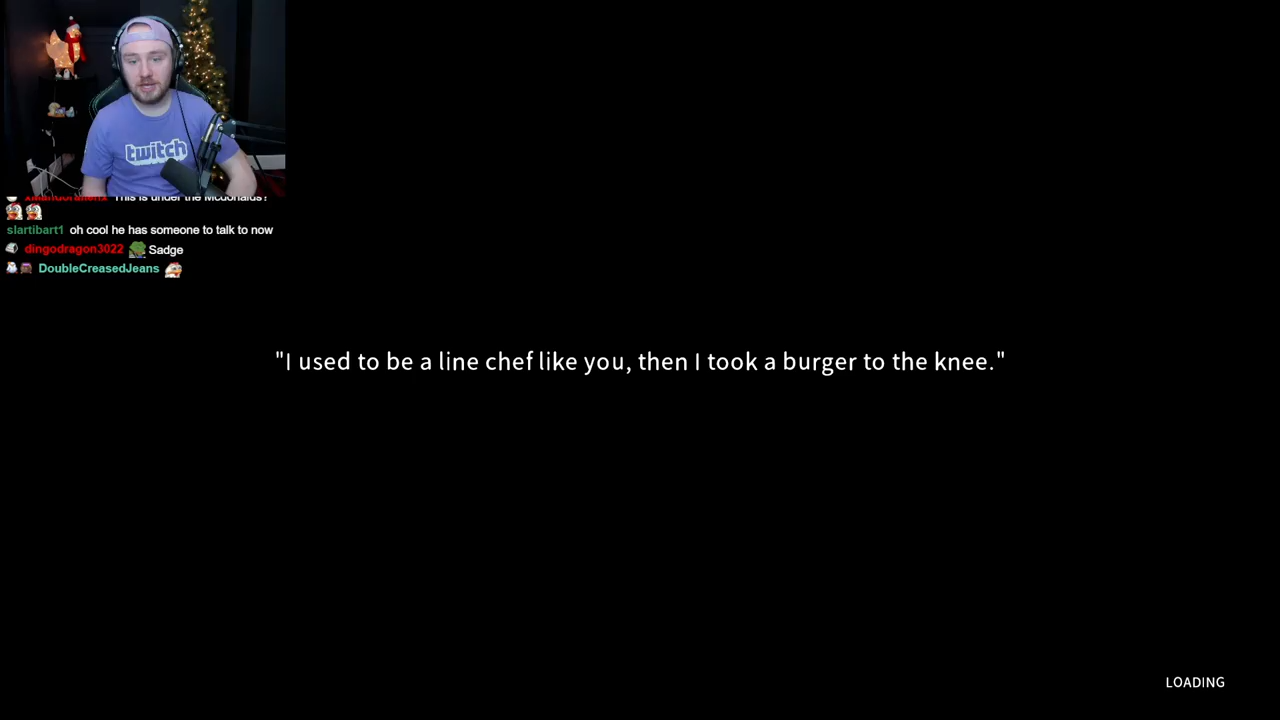 twitch
xMandoralienx This is under the Mcdonalds?
slartibart1 oh cool he has someone to talk to now
dingodragon3022 Sadge
DoubleCreasedJeans
"I used to be a line chef like you, then I took a burger to the knee."
LOADING